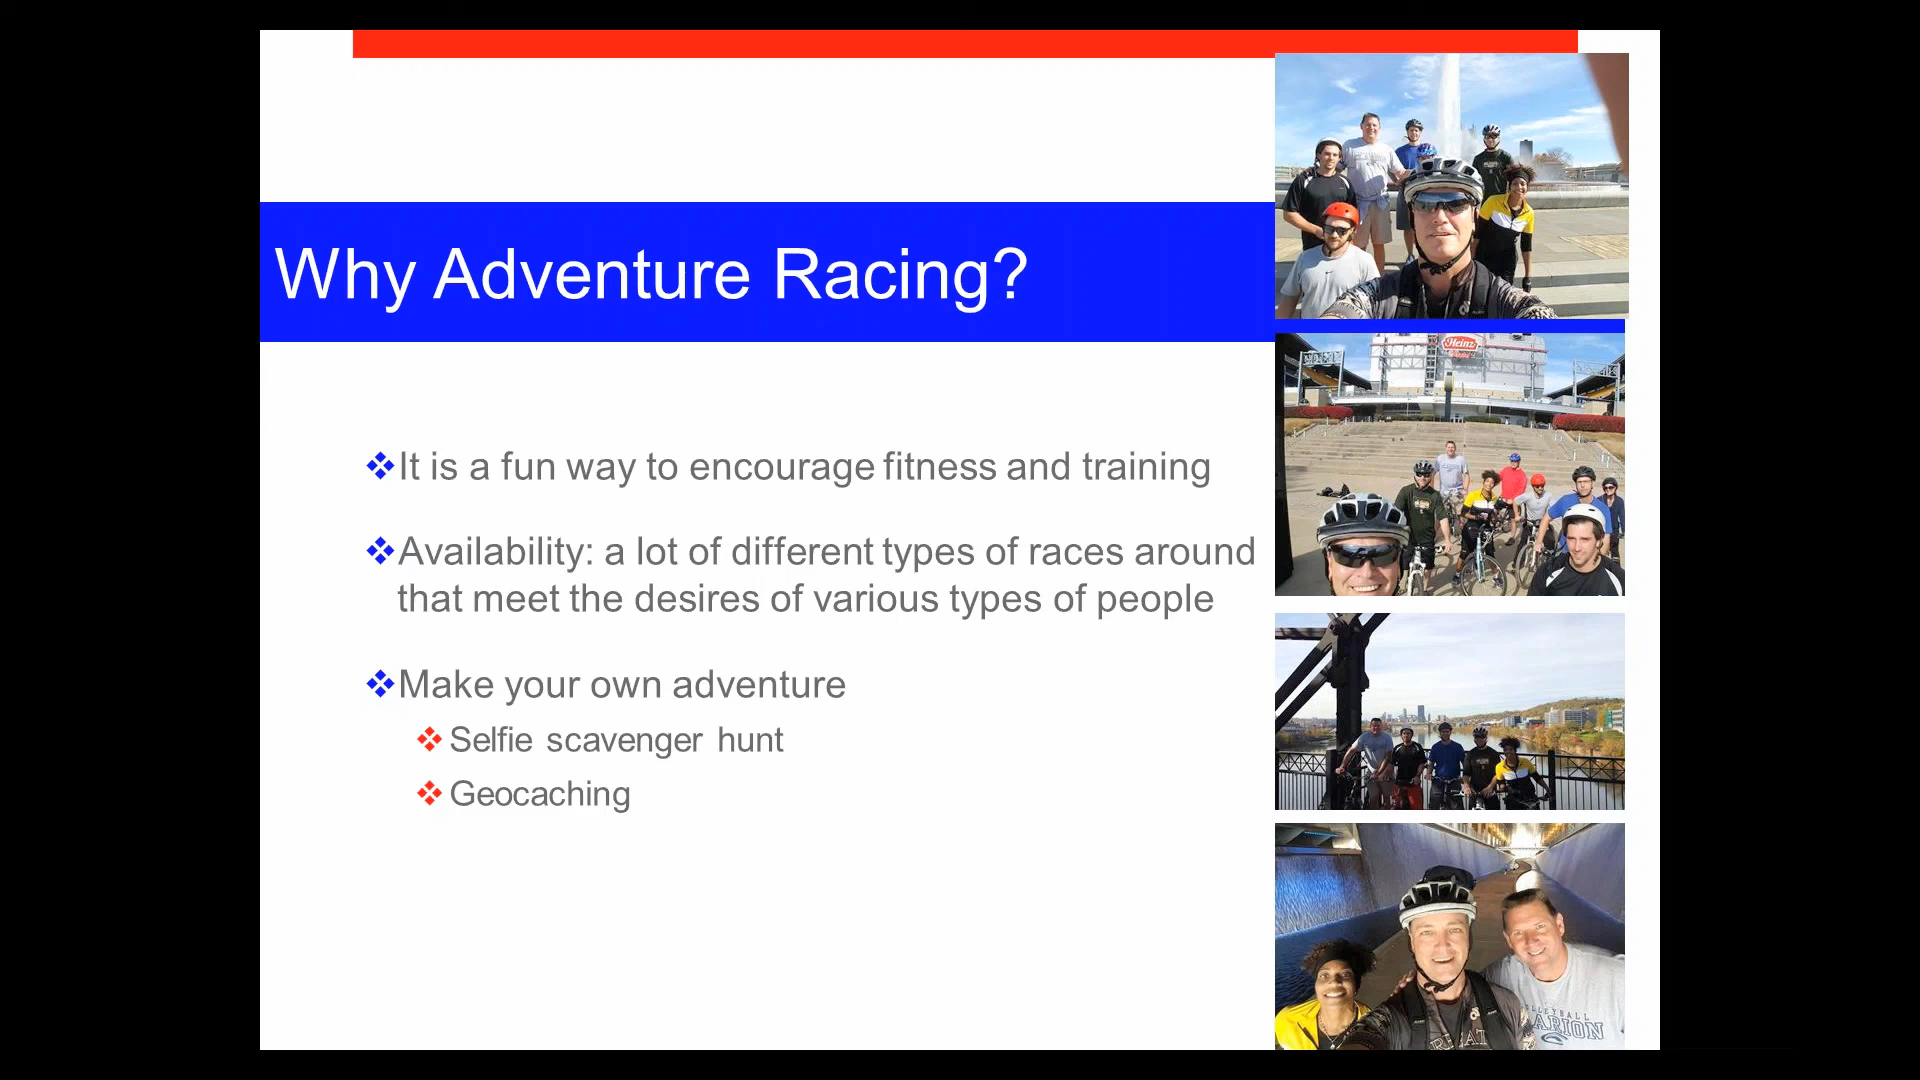 Why Adventure Racing?
It is a fun way to encourage fitness and training
Availability: a lot of different types of races around
that meet the desires of various types of people
Make your own adventure
Selfie scavenger hunt
Geocaching
Heinz